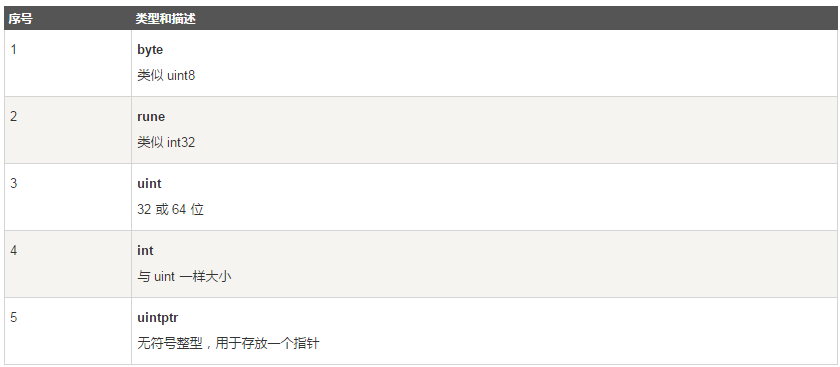 序号 类型和描述
1 byte
类似 uint8
2 rune
类似 int32
3 uint
32 或 64 位
4 int
与 uint 一样大小
5 uintptr
无符号整型，用于存放一个指针